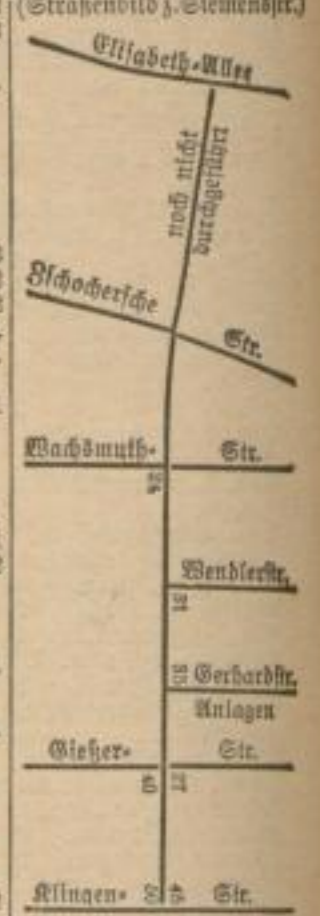 (Straßenbild z. Siemensstr.)
Elisabeth-Allee
noch nicht
durchgeführt
Zschochersche Str.
Wachsmuth- Str.
Wendlerstr.
Gerhardstr.
Anlagen
Gießer- Str.
Klingen- Str.